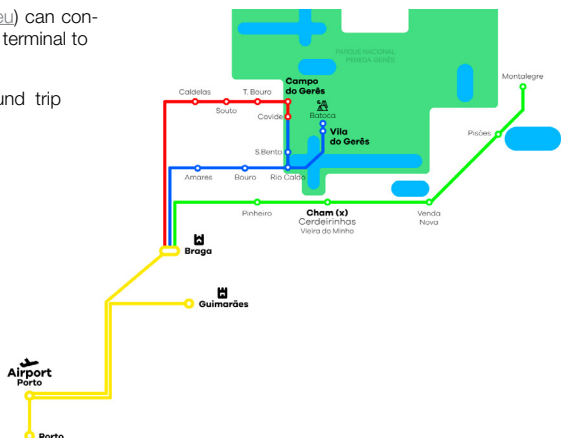 eu) can con-
terminal to
und trip
PARQUE NACIONAL
PENEDA-GERÊS
Montalegre
Caldelas
T. Bouro
Campo
do Gerês
Souto
Covide
Batoca
Vila
do Gerês
Pisões
S.Bento
Amares
Bouro
Rio Caldo
Pinheiro
Cham (x)
Cerdeirinhas
Vieira do Minho
Venda
Nova
Braga
Guimarães
Airport
Porto
Porto